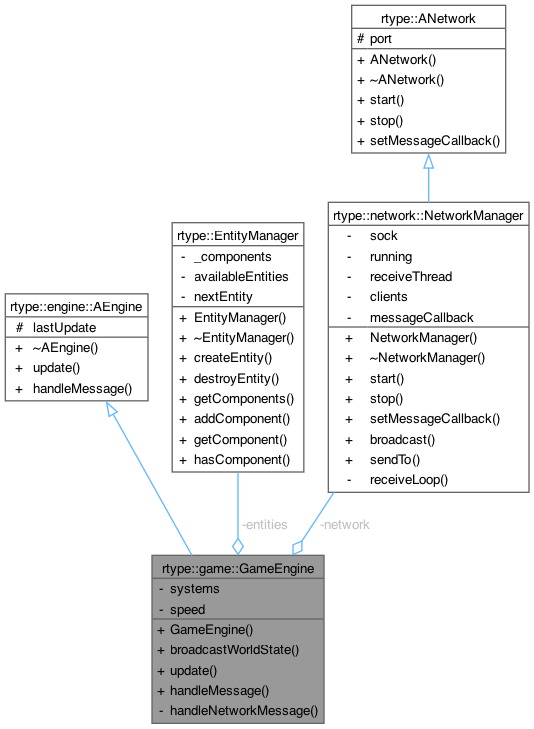 rtype::ANetwork
# port
+ ANetwork()
+ ~ANetwork()
+ start()
+ stop()
+ setMessageCallback()
rtype::network::NetworkManager
- sock
- running
- receiveThread
- clients
- messageCallback
+ NetworkManager()
+ ~NetworkManager()
+ start()
+ stop()
+ setMessageCallback()
+ broadcast()
+ sendTo()
- receiveLoop()
rtype::EntityManager
- _components
- availableEntities
- nextEntity
+ EntityManager()
+ ~EntityManager()
+ createEntity()
+ destroyEntity()
+ getComponents()
+ addComponent()
+ getComponent()
+ hasComponent()
rtype::engine::AEngine
# lastUpdate
+ ~AEngine()
+ update()
+ handleMessage()
-entities
-network
rtype::game::GameEngine
- systems
- speed
+ GameEngine()
+ broadcastWorldState()
+ update()
+ handleMessage()
- handleNetworkMessage()